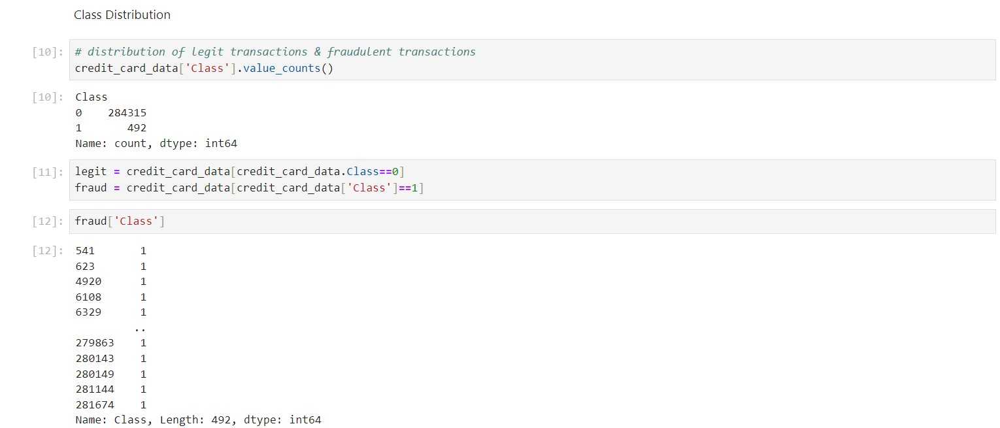 Class Distribution
[10]: # distribution of legit transactions & fraudulent transactions
credit_card_data['Class'].value_counts()
[10]: Class
0    284315
1       492
Name: count, dtype: int64
[11]: legit = credit_card_data[credit_card_data.Class==0]
fraud = credit_card_data[credit_card_data['Class']==1]
[12]: fraud['Class']
[12]: 541       1
623       1
4920      1
6108      1
6329      1
..
279863    1
280143    1
280149    1
281144    1
281674    1
Name: Class, Length: 492, dtype: int64